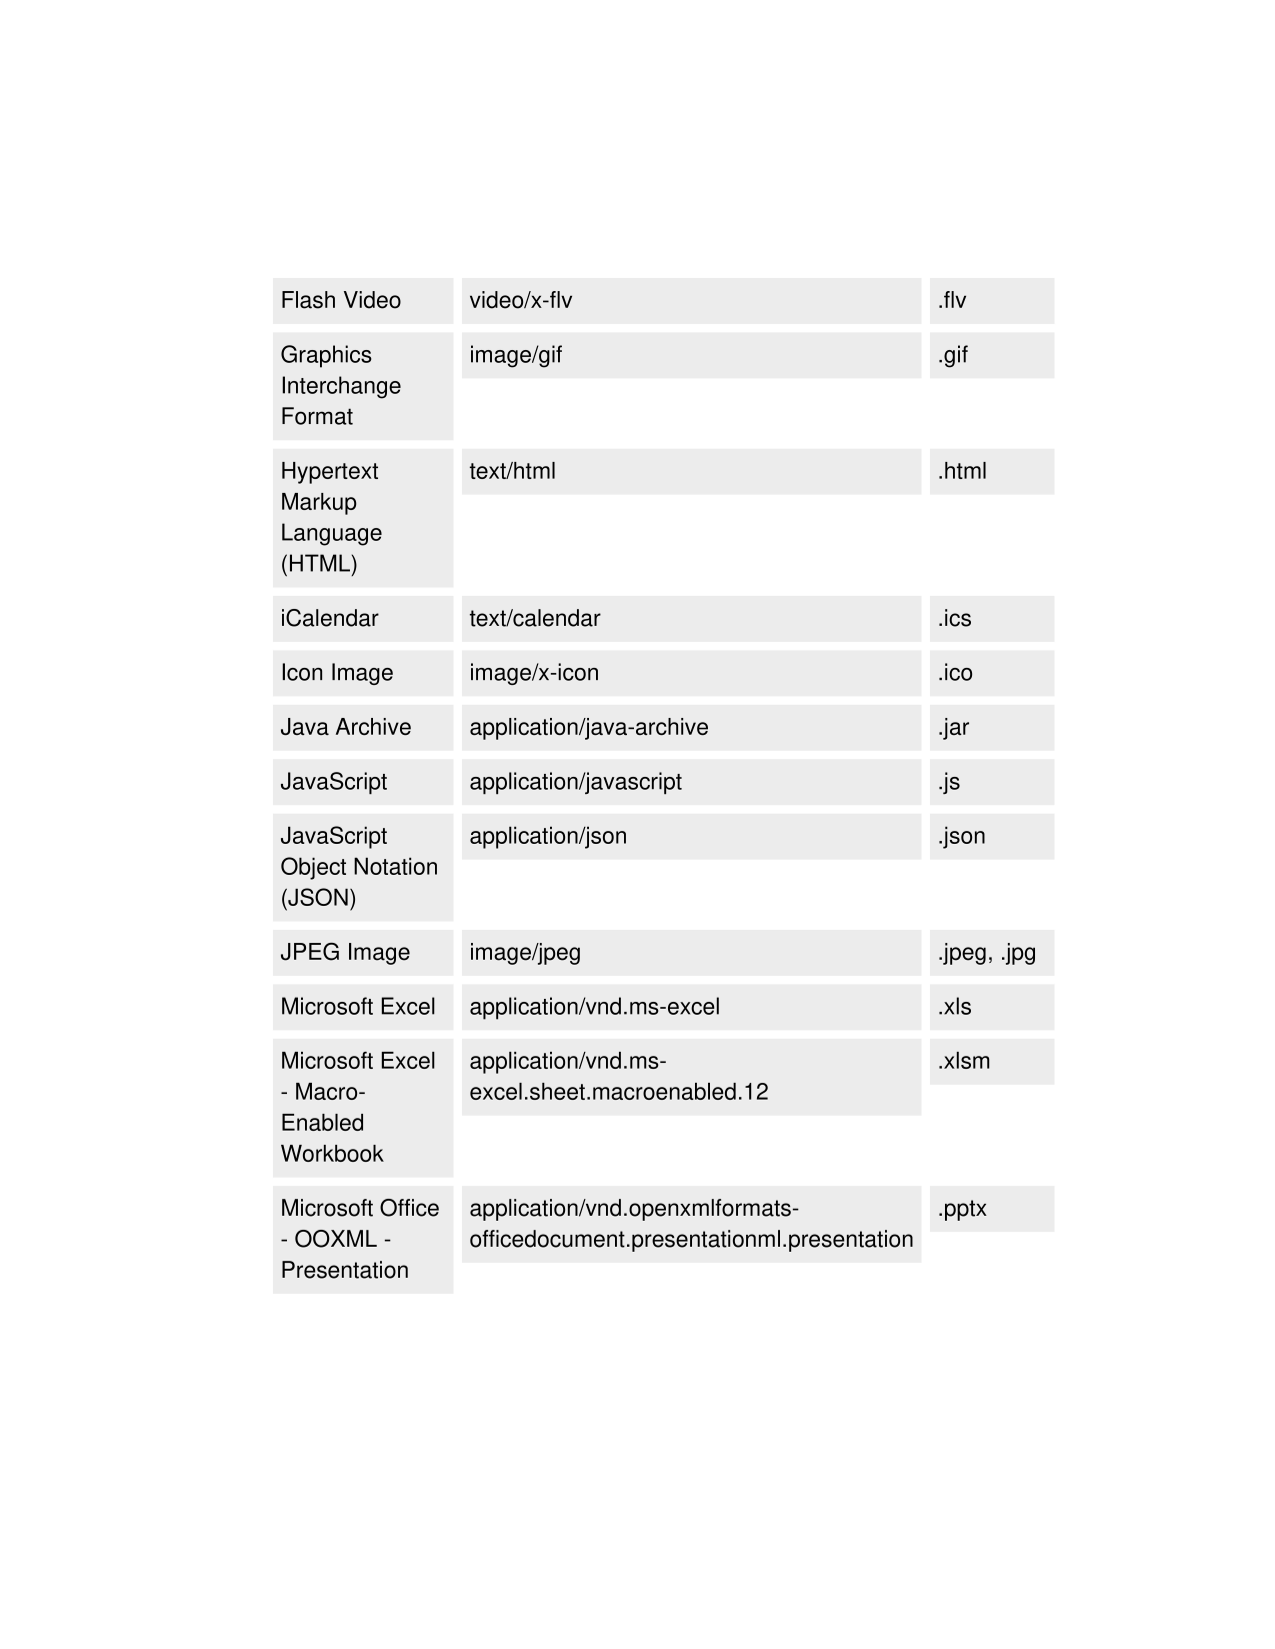 Flash Video video/x-flv .flv
Graphics image/gif .gif
Interchange
Format
Hypertext text/html .html
Markup
Language
(HTML)
iCalendar text/calendar .ics
Icon Image image/x-icon .ico
Java Archive application/java-archive .jar
JavaScript application/javascript .js
JavaScript application/json .json
Object Notation
(JSON)
JPEG Image image/jpeg .jpeg, .jpg
Microsoft Excel application/vnd.ms-excel .xls
Microsoft Excel application/vnd.ms- .xlsm
- Macro- excel.sheet.macroenabled.12
Enabled
Workbook
Microsoft Office application/vnd.openxmlformats- .pptx
- OOXML - officedocument.presentationml.presentation
Presentation